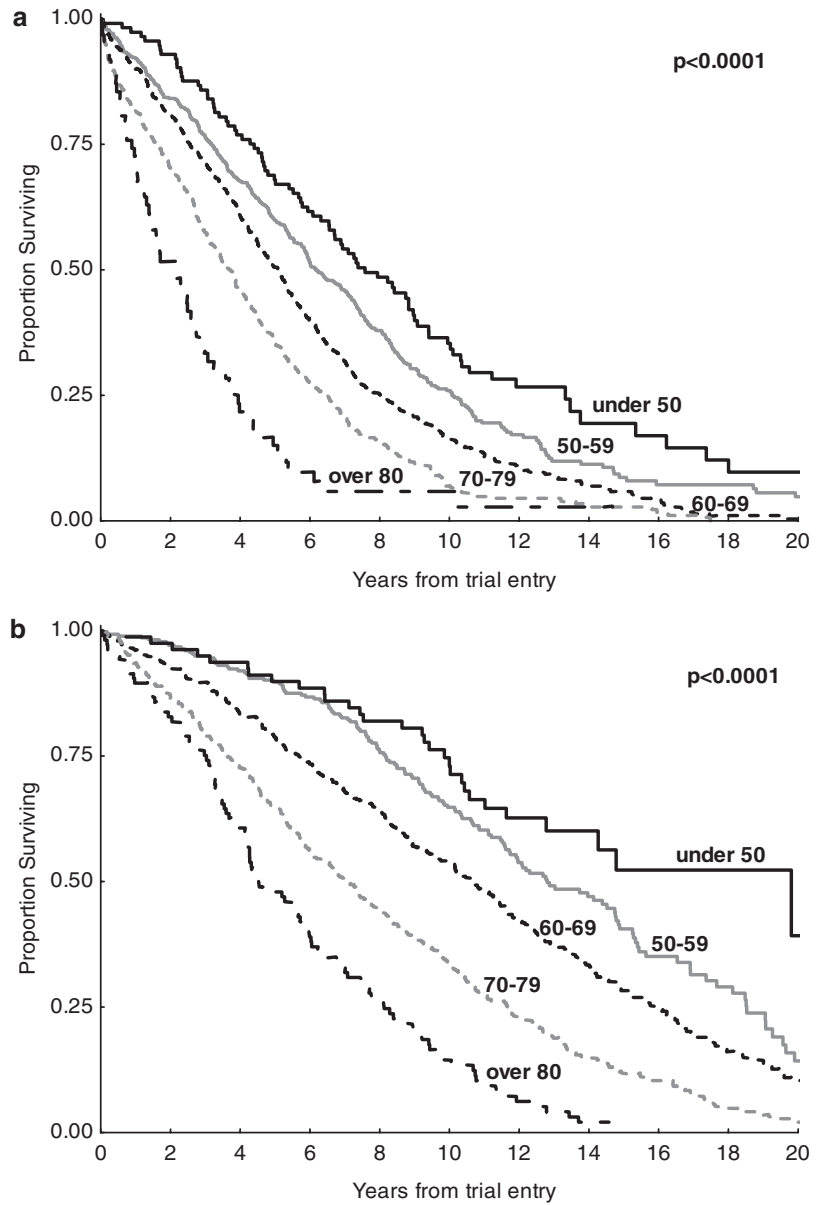 a
p<0.0001
Proportion Surviving
1.00
0.75
0.50
0.25
0.00
under 50
50-59
over 80
70-79
60-69
0 2 4 6 8 10 12 14 16 18 20
Years from trial entry
b
p<0.0001
Proportion Surviving
1.00
0.75
0.50
0.25
0.00
under 50
60-69
50-59
70-79
over 80
0 2 4 6 8 10 12 14 16 18 20
Years from trial entry